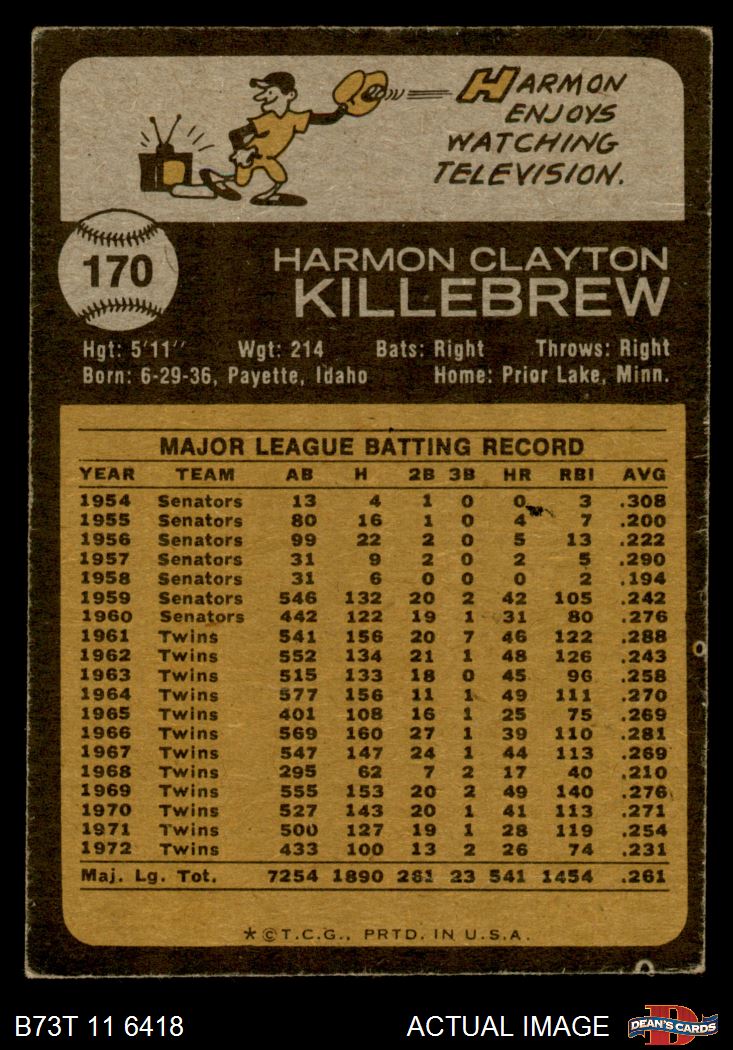 HARMON
ENJOYS
WATCHING
TELEVISION.
170
HARMON CLAYTON
KILLEBREW
Hgt: 5'11'' Wgt: 214 Bats: Right Throws: Right
Born: 6-29-36, Payette, Idaho Home: Prior Lake, Minn.
MAJOR LEAGUE BATTING RECORD
YEAR TEAM AB H 2B 3B HR RBI AVG
1954 Senators 13 4 1 0 0 3 .308
1955 Senators 80 16 1 0 4 7 .200
1956 Senators 99 22 2 0 5 13 .222
1957 Senators 31 9 2 0 2 5 .290
1958 Senators 31 6 0 0 0 2 .194
1959 Senators 546 132 20 2 42 105 .242
1960 Senators 442 122 19 1 31 80 .276
1961 Twins 541 156 20 7 46 122 .288
1962 Twins 552 134 21 1 48 126 .243
1963 Twins 515 133 18 0 45 96 .258
1964 Twins 577 156 11 1 49 111 .270
1965 Twins 401 108 16 1 25 75 .269
1966 Twins 569 160 27 1 39 110 .281
1967 Twins 547 147 24 1 44 113 .269
1968 Twins 295 62 7 2 17 40 .210
1969 Twins 555 153 20 2 49 140 .276
1970 Twins 527 143 20 1 41 113 .271
1971 Twins 500 127 19 1 28 119 .254
1972 Twins 433 100 13 2 26 74 .231
Maj. Lg. Tot. 7254 1890 261 23 541 1454 .261
*©T.C.G., PRTD. IN U.S.A.
B73T 11 6418 ACTUAL IMAGE D DEAN'S CARDS